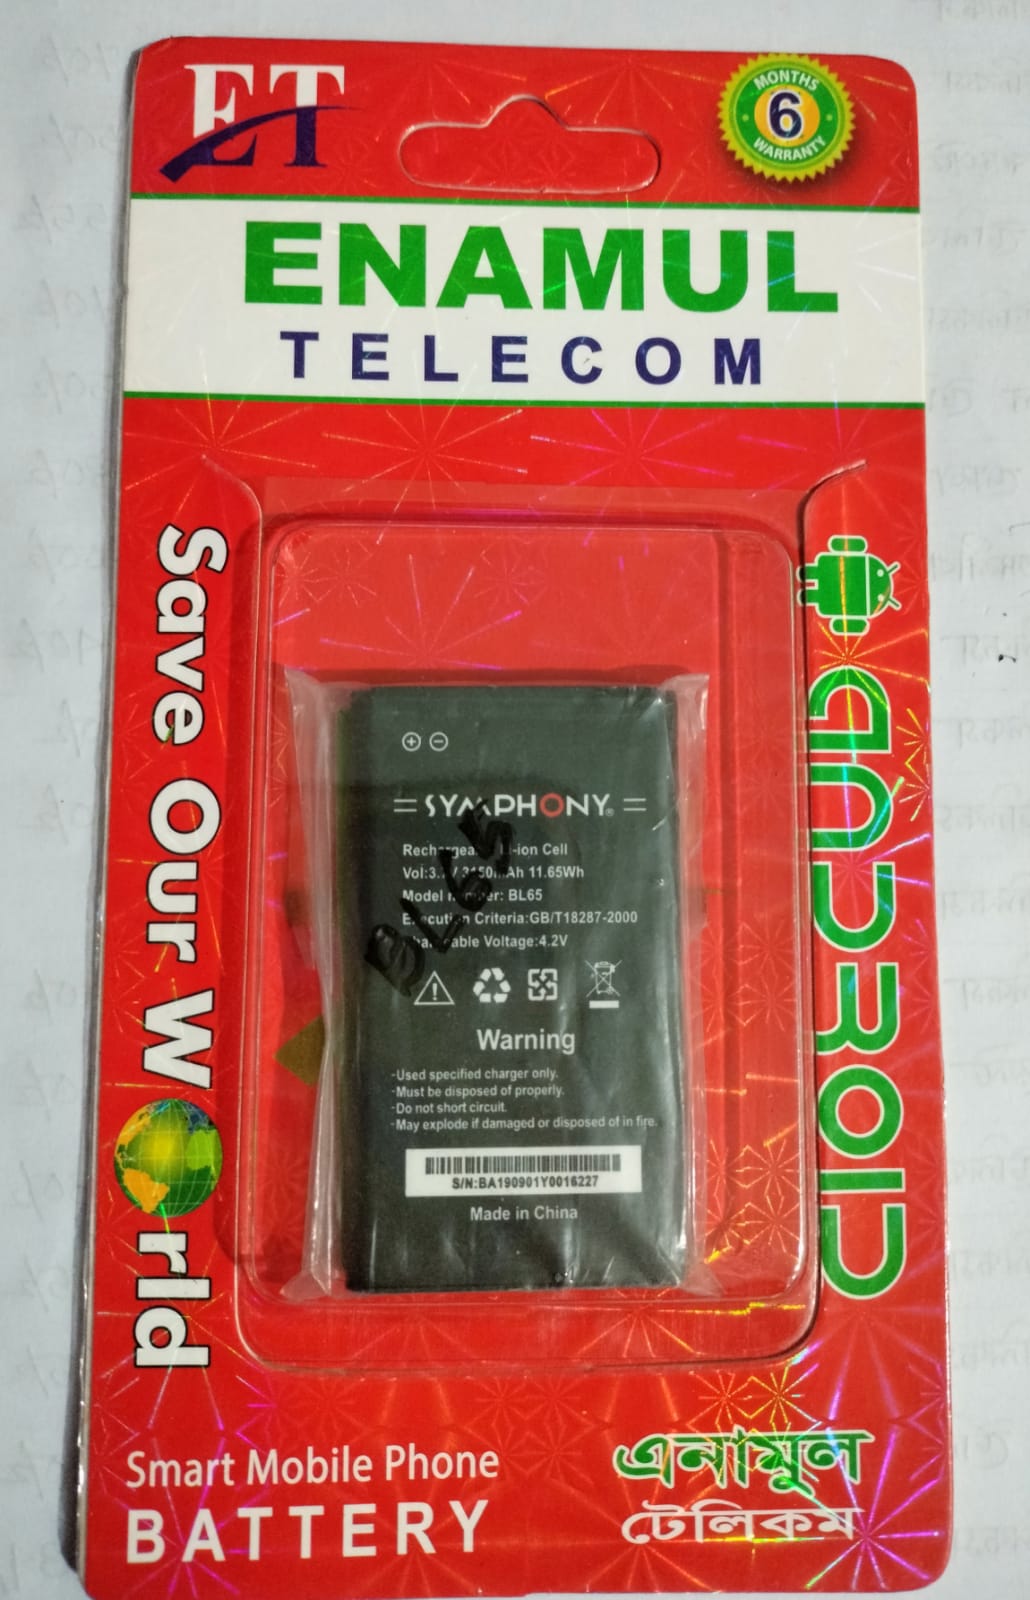 ET
MONTHS
6
WARRANTY
ENAMUL
TELECOM
Save Our World
ANDROID
SYMPHONY®
Li-ion Cell
11.65Wh
Model number: BL65
Execution Criteria:GB/T18287-2000
Voltage:4.2V
BL65
Warning
-Used specified charger only.
-Must be disposed of properly.
-Do not short circuit.
-May explode if damaged or disposed of in fire.
S/N:BA190901Y0016227
Made in China
Smart Mobile Phone
BATTERY
এনামুল
টেলিকম